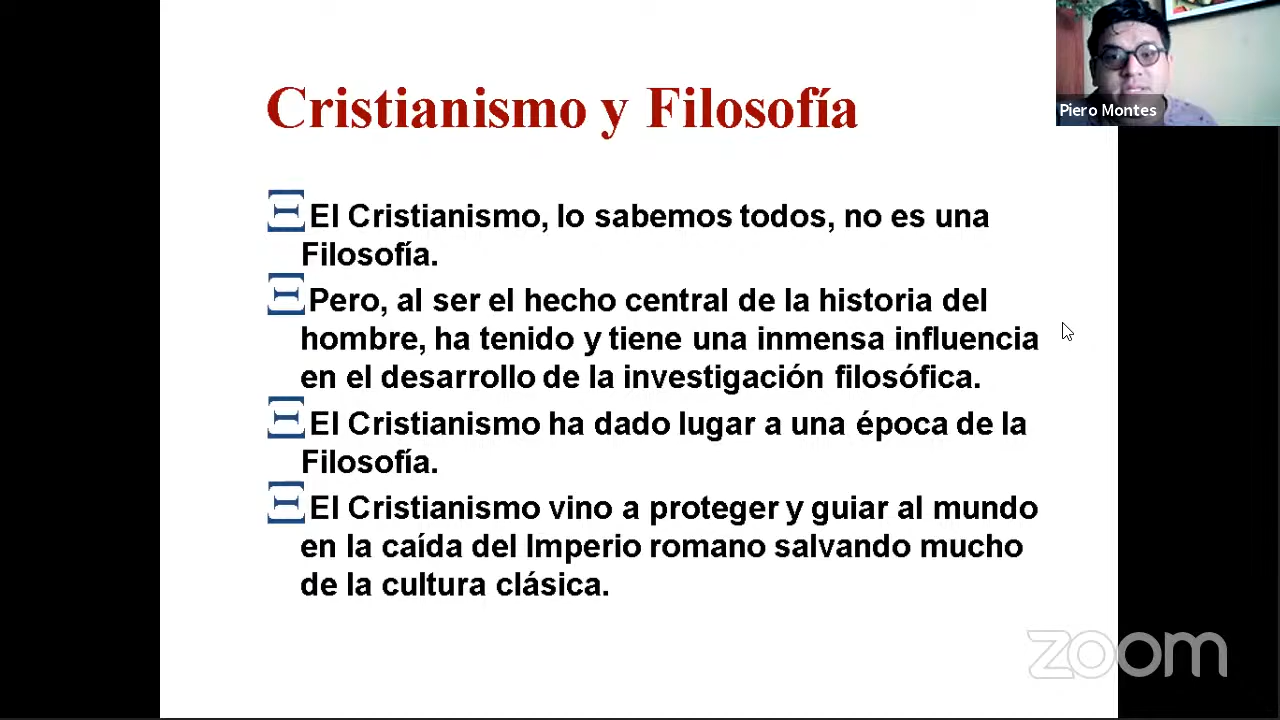 Cristianismo y Filosofía
Piero Montes
Ξ El Cristianismo, lo sabemos todos, no es una
Filosofía.
Ξ Pero, al ser el hecho central de la historia del
hombre, ha tenido y tiene una inmensa influencia
en el desarrollo de la investigación filosófica.
Ξ El Cristianismo ha dado lugar a una época de la
Filosofía.
Ξ El Cristianismo vino a proteger y guiar al mundo
en la caída del Imperio romano salvando mucho
de la cultura clásica.
zoom